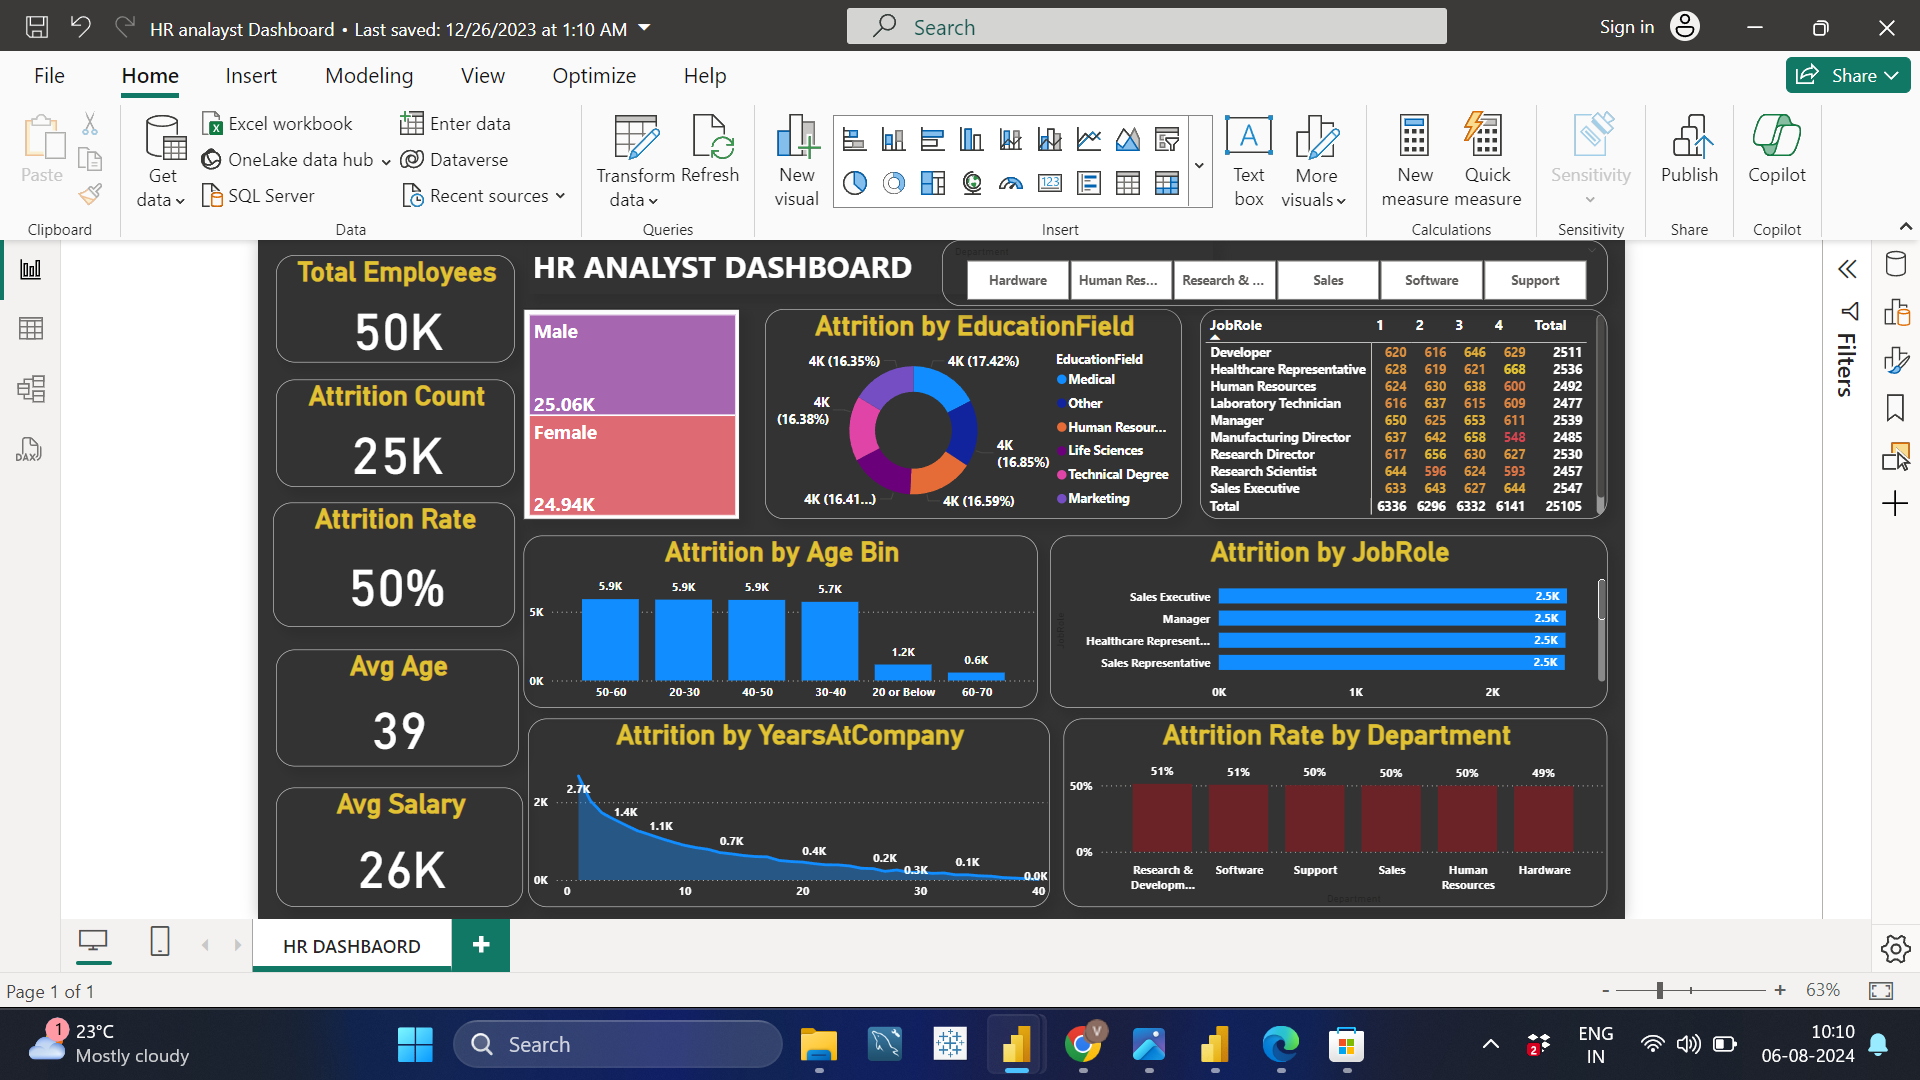 HR analayst Dashboard • Last saved: 12/26/2023 at 1:10 AM
Search
Sign in
File
Home
Insert
Modeling
View
Optimize
Help
Share
Paste
Clipboard
Get data
Excel workbook
OneLake data hub
SQL Server
Enter data
Dataverse
Recent sources
Data
Transform data
Refresh
Queries
New visual
123
Text box
A
More visuals
Insert
New measure
Quick measure
Calculations
Sensitivity
Sensitivity
Publish
Share
Copilot
Copilot
DAX
Total Employees
50K
Attrition Count
25K
Attrition Rate
50%
Avg Age
39
Avg Salary
26K
HR ANALYST DASHBOARD
Department
Hardware
Human Res...
Research & ...
Sales
Software
Support
Male
25.06K
Female
24.94K
Attrition by EducationField
4K (16.35%)
4K (17.42%)
4K
(16.38%)
4K
(16.85%)
4K (16.41...)
4K (16.59%)
EducationField
Medical
Other
Human Resour...
Life Sciences
Technical Degree
Marketing
JobRole 1 2 3 4 Total
Developer 620 616 646 629 2511
Healthcare Representative 628 619 621 668 2536
Human Resources 624 630 638 600 2492
Laboratory Technician 616 637 615 609 2477
Manager 650 625 653 611 2539
Manufacturing Director 637 642 658 548 2485
Research Director 617 656 630 627 2530
Research Scientist 644 596 624 593 2457
Sales Executive 633 643 627 644 2547
Total 6336 6296 6332 6141 25105
Attrition by Age Bin
5.9K 5.9K 5.9K 5.7K 1.2K 0.6K
5K
0K
50-60 20-30 40-50 30-40 20 or Below 60-70
Attrition by JobRole
JobRole
Sales Executive 2.5K
Manager 2.5K
Healthcare Represent... 2.5K
Sales Representative 2.5K
0K 1K 2K
Attrition by YearsAtCompany
2K
0K
2.7K
1.4K
1.1K
0.7K
0.4K
0.2K
0.3K
0.1K
0.0K
0 10 20 30 40
Attrition Rate by Department
51% 51% 50% 50% 50% 49%
50%
0%
Research &
Developm...
Software
Support
Sales
Human
Resources
Hardware
Department
Filters
HR DASHBAORD
+
Page 1 of 1
- + 63%
1
23°C
Mostly cloudy
Search
V
2
ENG
IN
10:10
06-08-2024